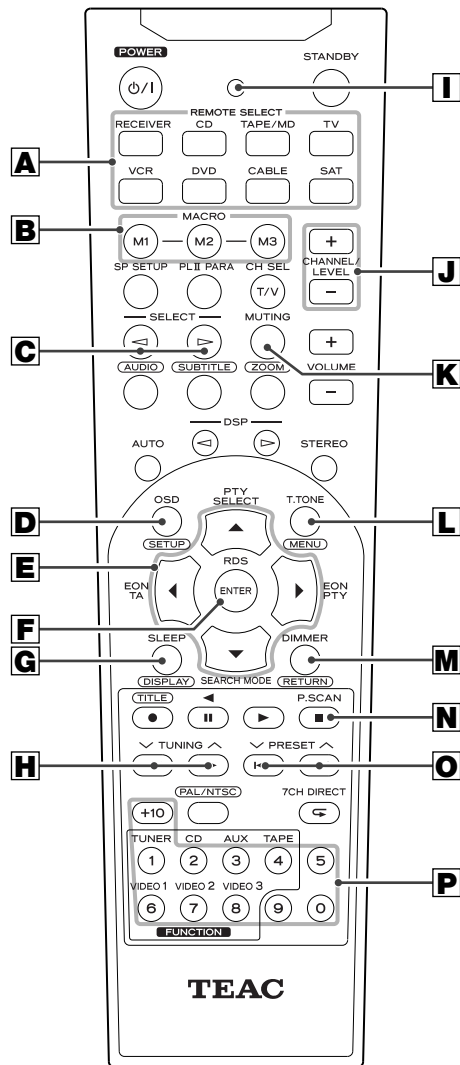 POWER
STANDBY
I
⏻/I
REMOTE SELECT
RECEIVER CD TAPE/MD TV
A
VCR DVD CABLE SAT
B
MACRO
M1 M2 M3
+
CHANNEL/
LEVEL
−
J
SP SETUP PLII PARA CH SEL
T/V
SELECT
MUTING
+
C
K
VOLUME
−
AUDIO SUBTITLE ZOOM
DSP
AUTO
STEREO
D
OSD
PTY
SELECT
T.TONE
L
SETUP
MENU
E
EON
TA
RDS
ENTER
EON
PTY
F
G
SLEEP
DIMMER
M
DISPLAY
SEARCH MODE
RETURN
TITLE
P.SCAN
N
H
TUNING
PRESET
O
PAL/NTSC
7CH DIRECT
+10
TUNER CD AUX TAPE
1 2 3 4 5
P
VIDEO 1 VIDEO 2 VIDEO 3
6 7 8 9 0
FUNCTION
TEAC